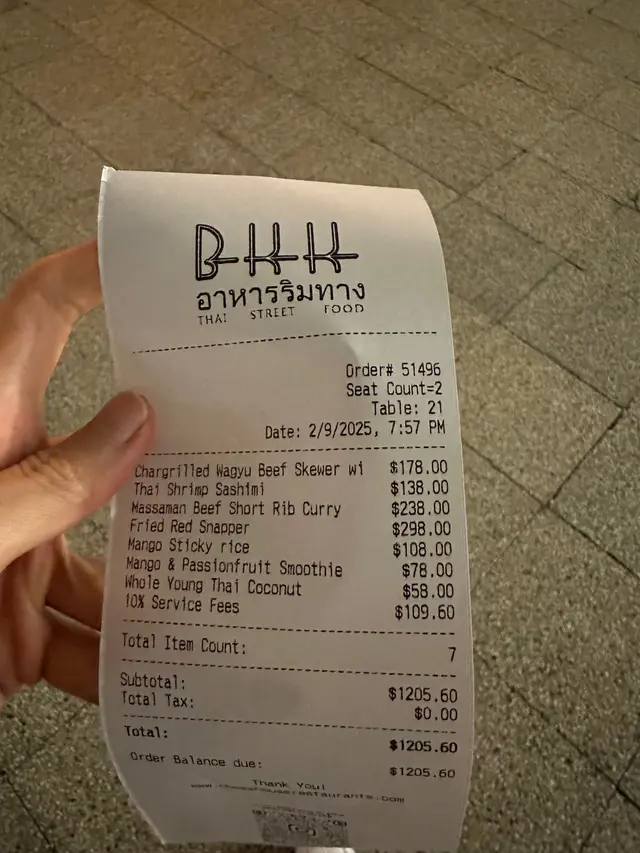 BKK
อาหารริมทาง
THAI STREET FOOD
Order# 51496
Seat Count=2
Table: 21
Date: 2/9/2025, 7:57 PM
Chargrilled Wagyu Beef Skewer wi $178.00
Thai Shrimp Sashimi $138.00
Massaman Beef Short Rib Curry $238.00
Fried Red Snapper $298.00
Mango Sticky rice $108.00
Mango & Passionfruit Smoothie $78.00
Whole Young Thai Coconut $58.00
10% Service Fees $109.60
Total Item Count: 7
Subtotal: $1205.60
Total Tax: $0.00
Total: $1205.60
Order Balance due: $1205.60
Thank You!